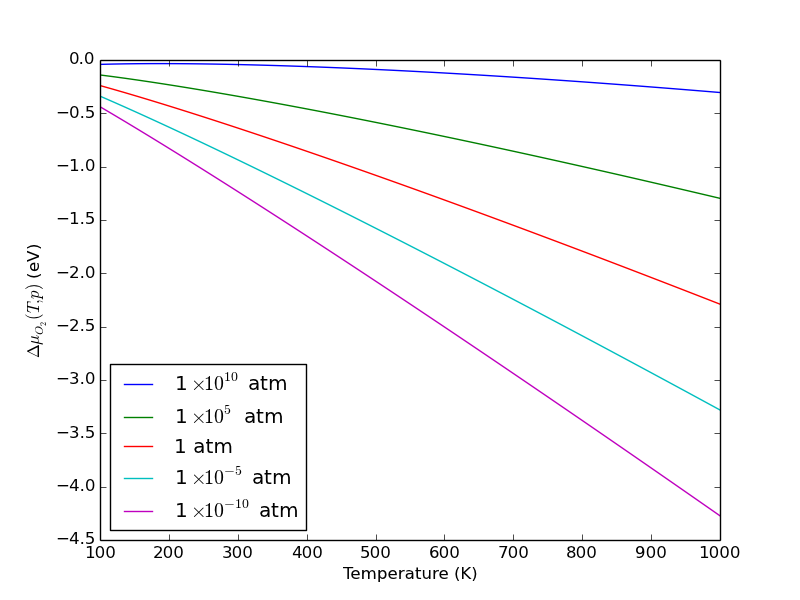 0.0
−0.5
−1.0
−1.5
−2.0
−2.5
−3.0
−3.5
−4.0
−4.5
Δμ_{O_2}(T,p) (eV)
1×10^{10} atm
1×10^{5} atm
1 atm
1×10^{−5} atm
1×10^{−10} atm
100 200 300 400 500 600 700 800 900 1000
Temperature (K)